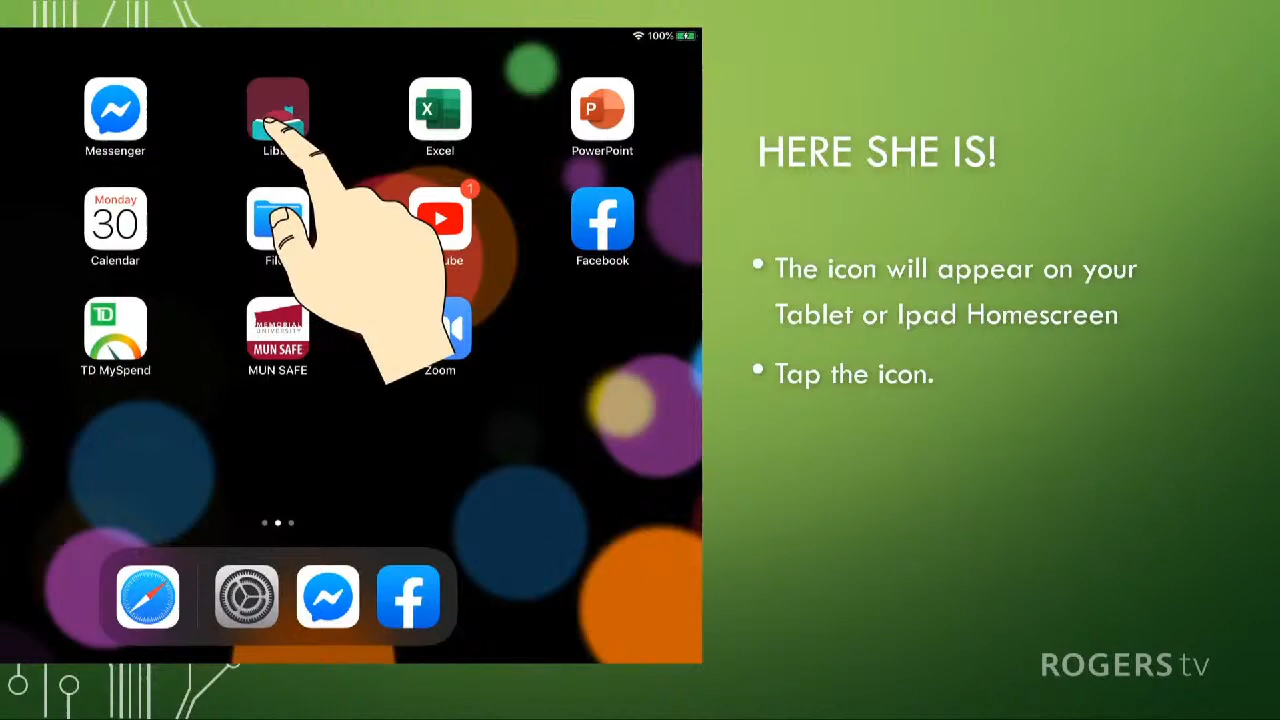 100%
Messenger
Excel
PowerPoint
X
P
Monday
30
1
Calendar
Facebook
TD
MEMORIAL
UNIVERSITY
MUN SAFE
TD MySpend
MUN SAFE
Zoom
HERE SHE IS!
• The icon will appear on your
Tablet or Ipad Homescreen
• Tap the icon.
ROGERS tv